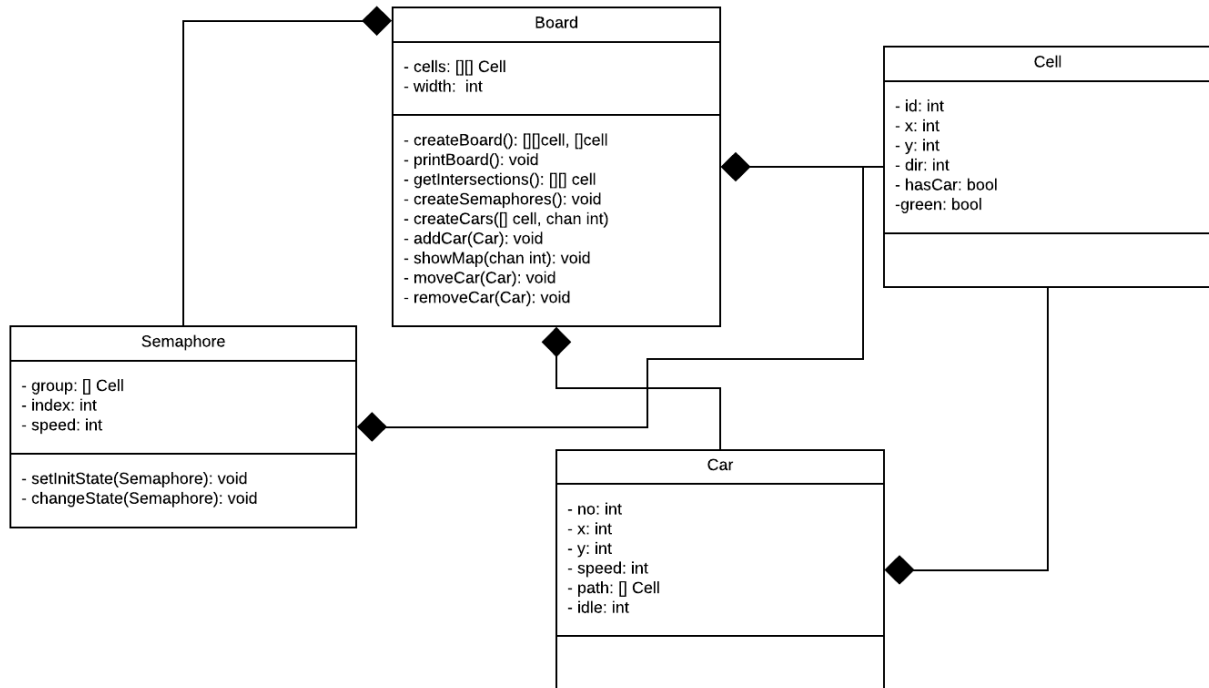 Board
- cells: [][] Cell
- width:  int
- createBoard(): [][]cell, []cell
- printBoard(): void
- getIntersections(): [][] cell
- createSemaphores(): void
- createCars([] cell, chan int)
- addCar(Car): void
- showMap(chan int): void
- moveCar(Car): void
- removeCar(Car): void
Cell
- id: int
- x: int
- y: int
- dir: int
- hasCar: bool
-green: bool
Semaphore
- group: [] Cell
- index: int
- speed: int
- setInitState(Semaphore): void
- changeState(Semaphore): void
Car
- no: int
- x: int
- y: int
- speed: int
- path: [] Cell
- idle: int